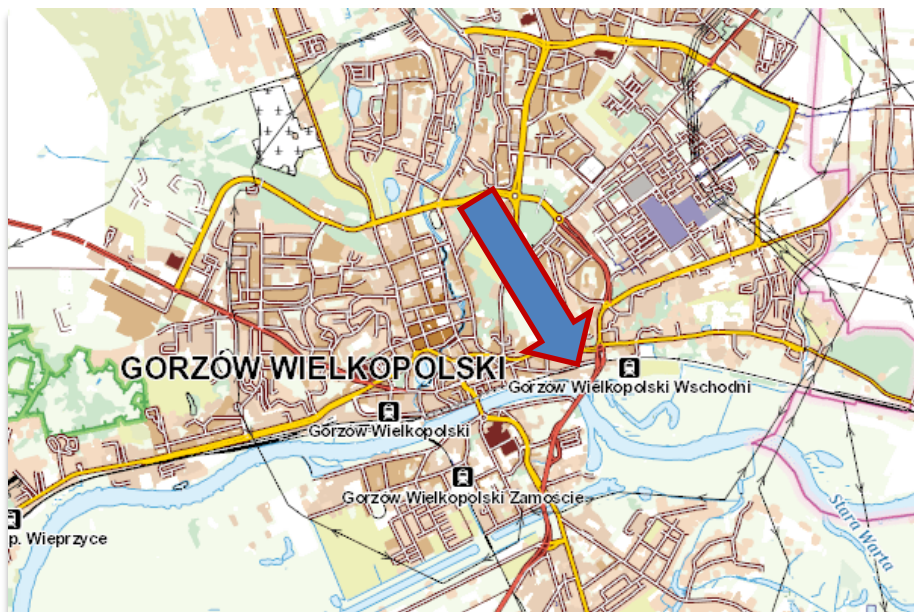 GORZÓW WIELKOPOLSKI
Gorzów Wielkopolski Wschodni
Gorzów Wielkopolski
Gorzów Wielkopolski Zamoście
Stara Warta
p. Wieprzyce